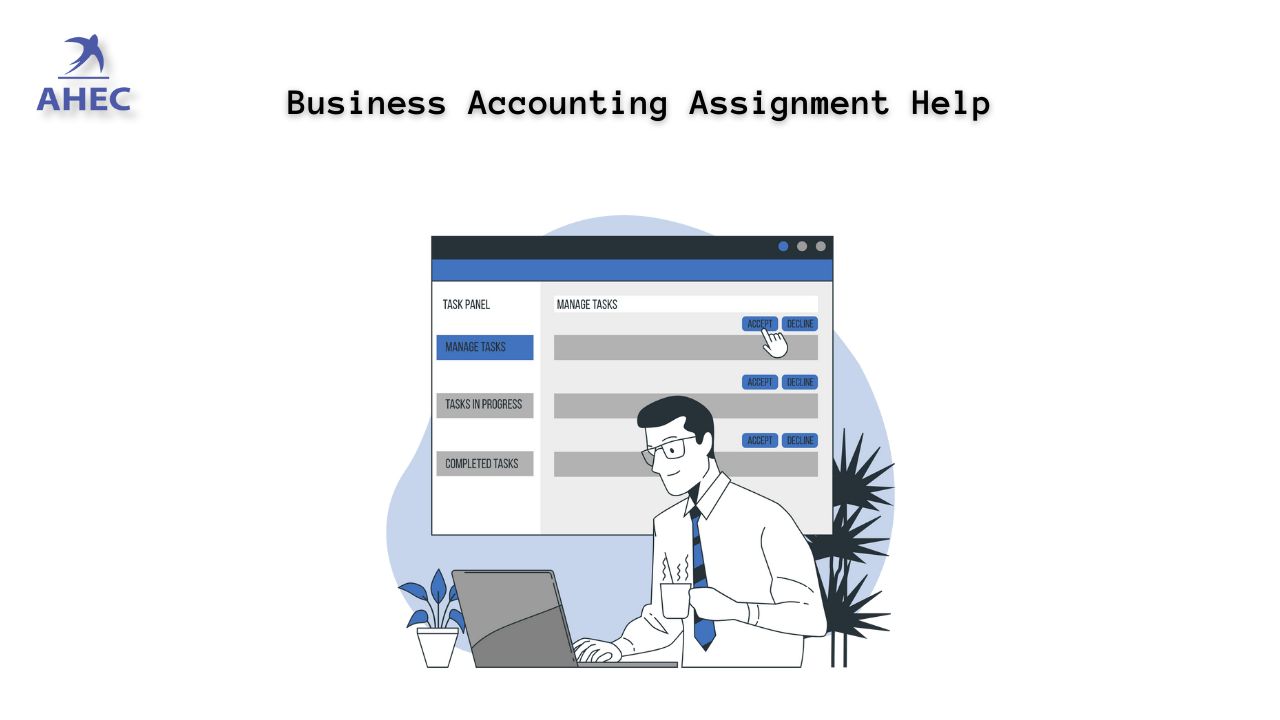 AHEC
Business Accounting Assignment Help
TASK PANEL
MANAGE TASKS
ACCEPT DECLINE
MANAGE TASKS
ACCEPT DECLINE
TASKS IN PROGRESS
ACCEPT DECLINE
COMPLETED TASKS